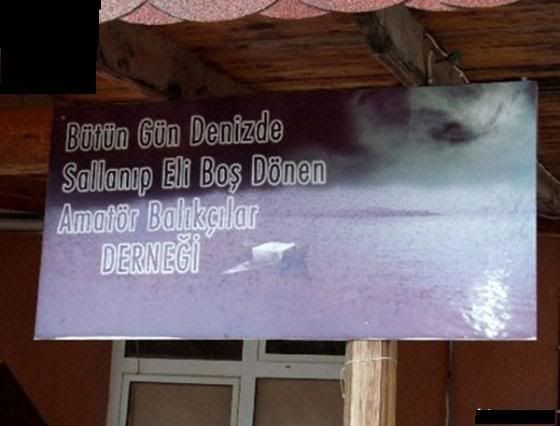 Bütün Gün Denizde
Sallanıp Eli Boş Dönen
Amatör Balıkçılar
DERNEĞİ